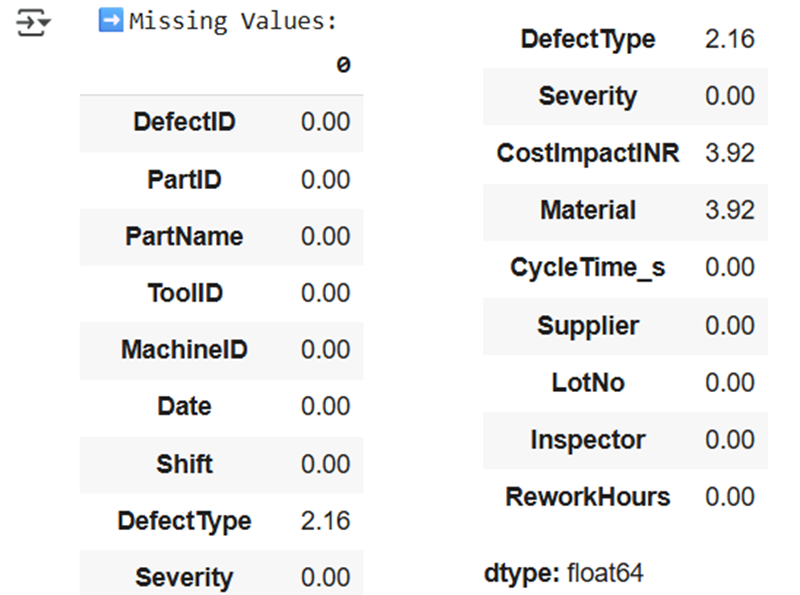 ➡️Missing Values:
0
DefectID 0.00
PartID 0.00
PartName 0.00
ToolID 0.00
MachineID 0.00
Date 0.00
Shift 0.00
DefectType 2.16
Severity 0.00
DefectType 2.16
Severity 0.00
CostImpactINR 3.92
Material 3.92
CycleTime_s 0.00
Supplier 0.00
LotNo 0.00
Inspector 0.00
ReworkHours 0.00
dtype: float64